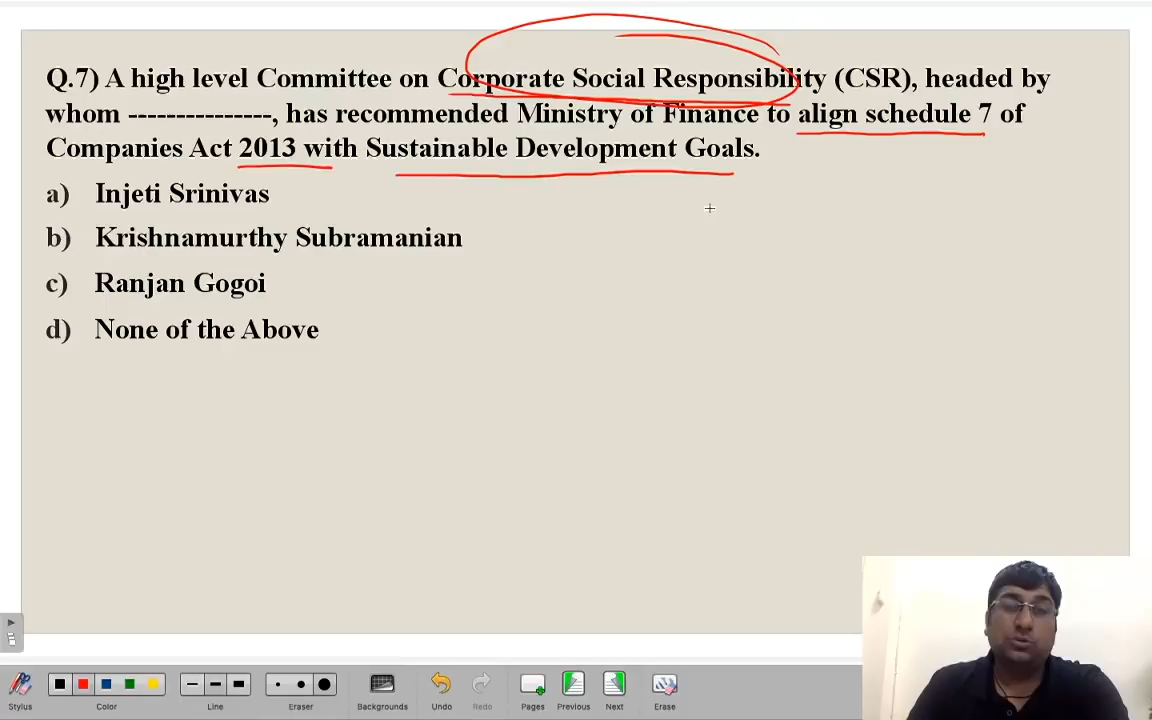 Q.7) A high level Committee on Corporate Social Responsibility (CSR), headed by
whom ---------------, has recommended Ministry of Finance to align schedule 7 of
Companies Act 2013 with Sustainable Development Goals.
a) Injeti Srinivas
b) Krishnamurthy Subramanian
c) Ranjan Gogoi
d) None of the Above
Stylus Color Line Eraser Backgrounds Undo Redo Pages Previous Next Erase